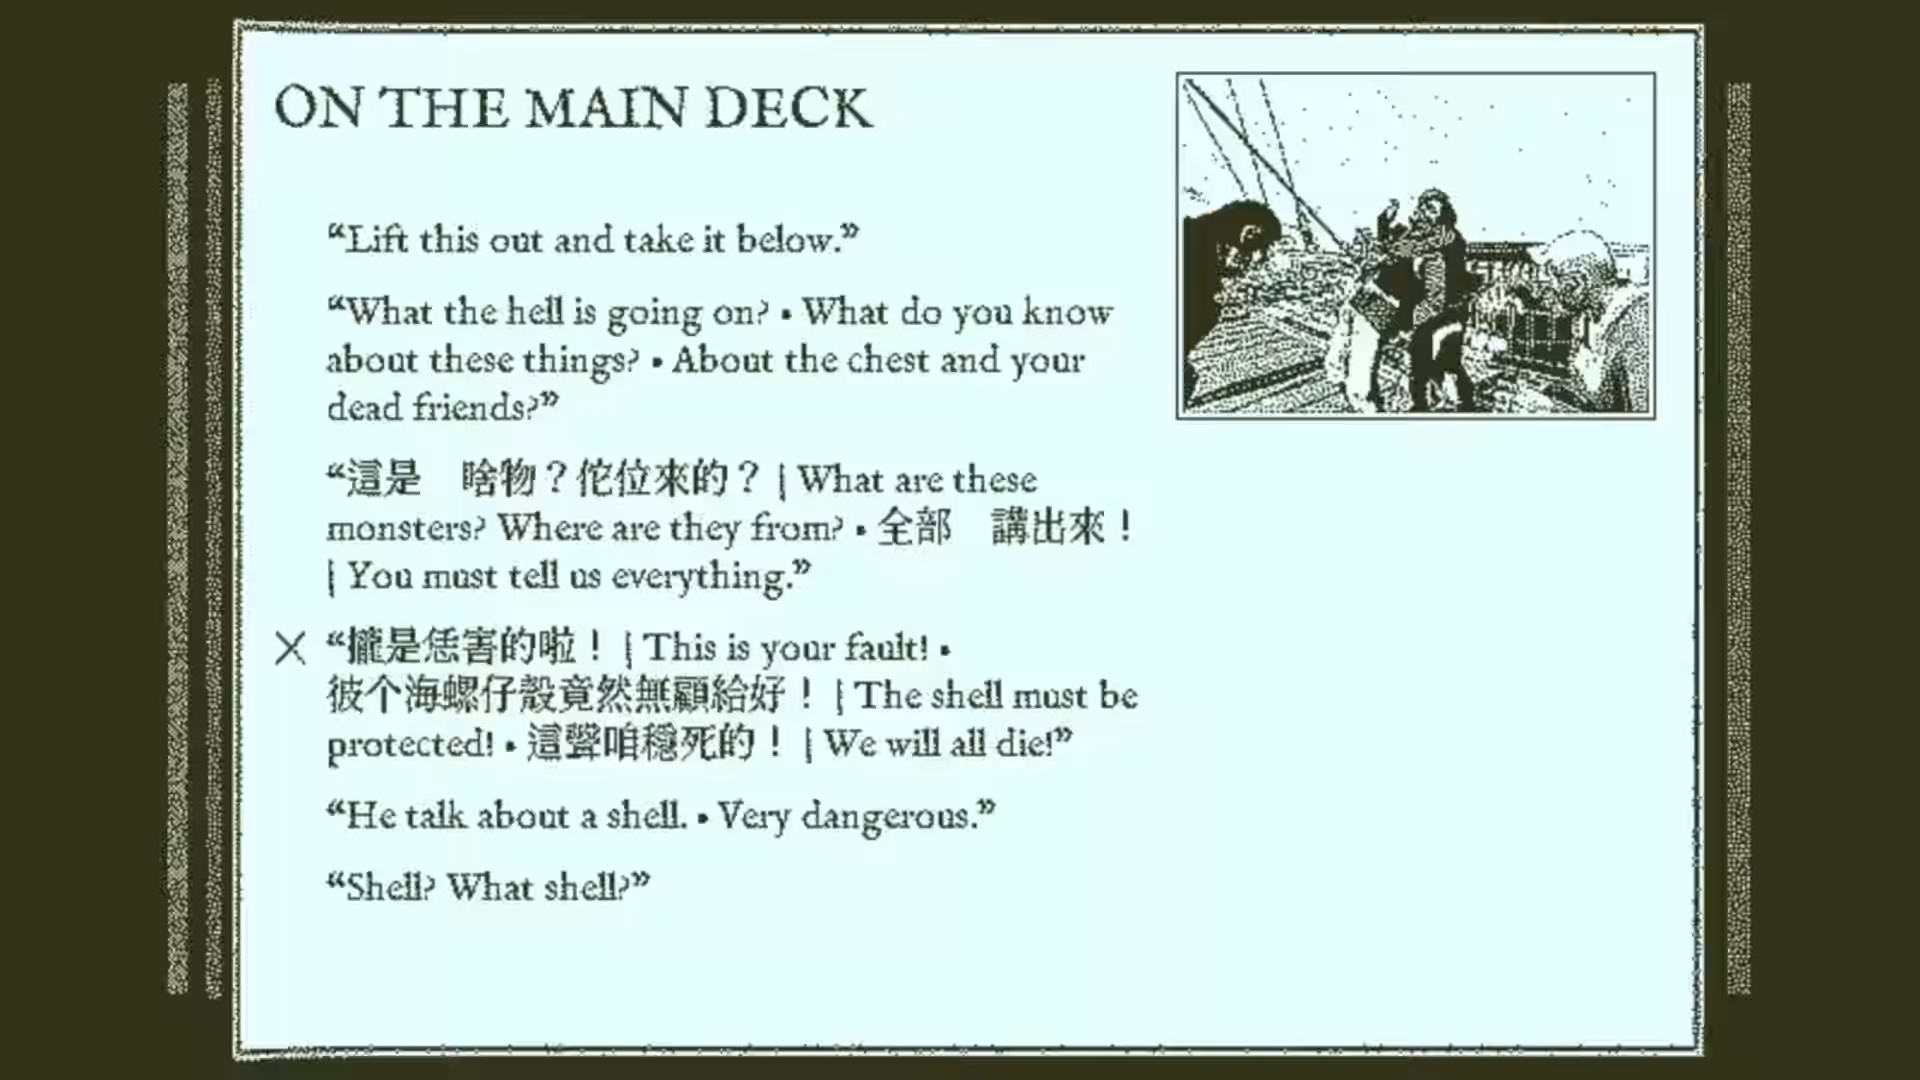 ON THE MAIN DECK
“Lift this out and take it below.”
“What the hell is going on? • What do you know
about these things? • About the chest and your
dead friends?”
“這是　啥物？佗位來的？ | What are these
monsters? Where are they from? • 全部　講出來！
| You must tell us everything.”
X “攏是恁害的啦！ | This is your fault! •
彼个海螺仔殼竟然無顧給好！ | The shell must be
protected! • 這聲咱穩死的！ | We will all die!”
“He talk about a shell. • Very dangerous.”
“Shell? What shell?”